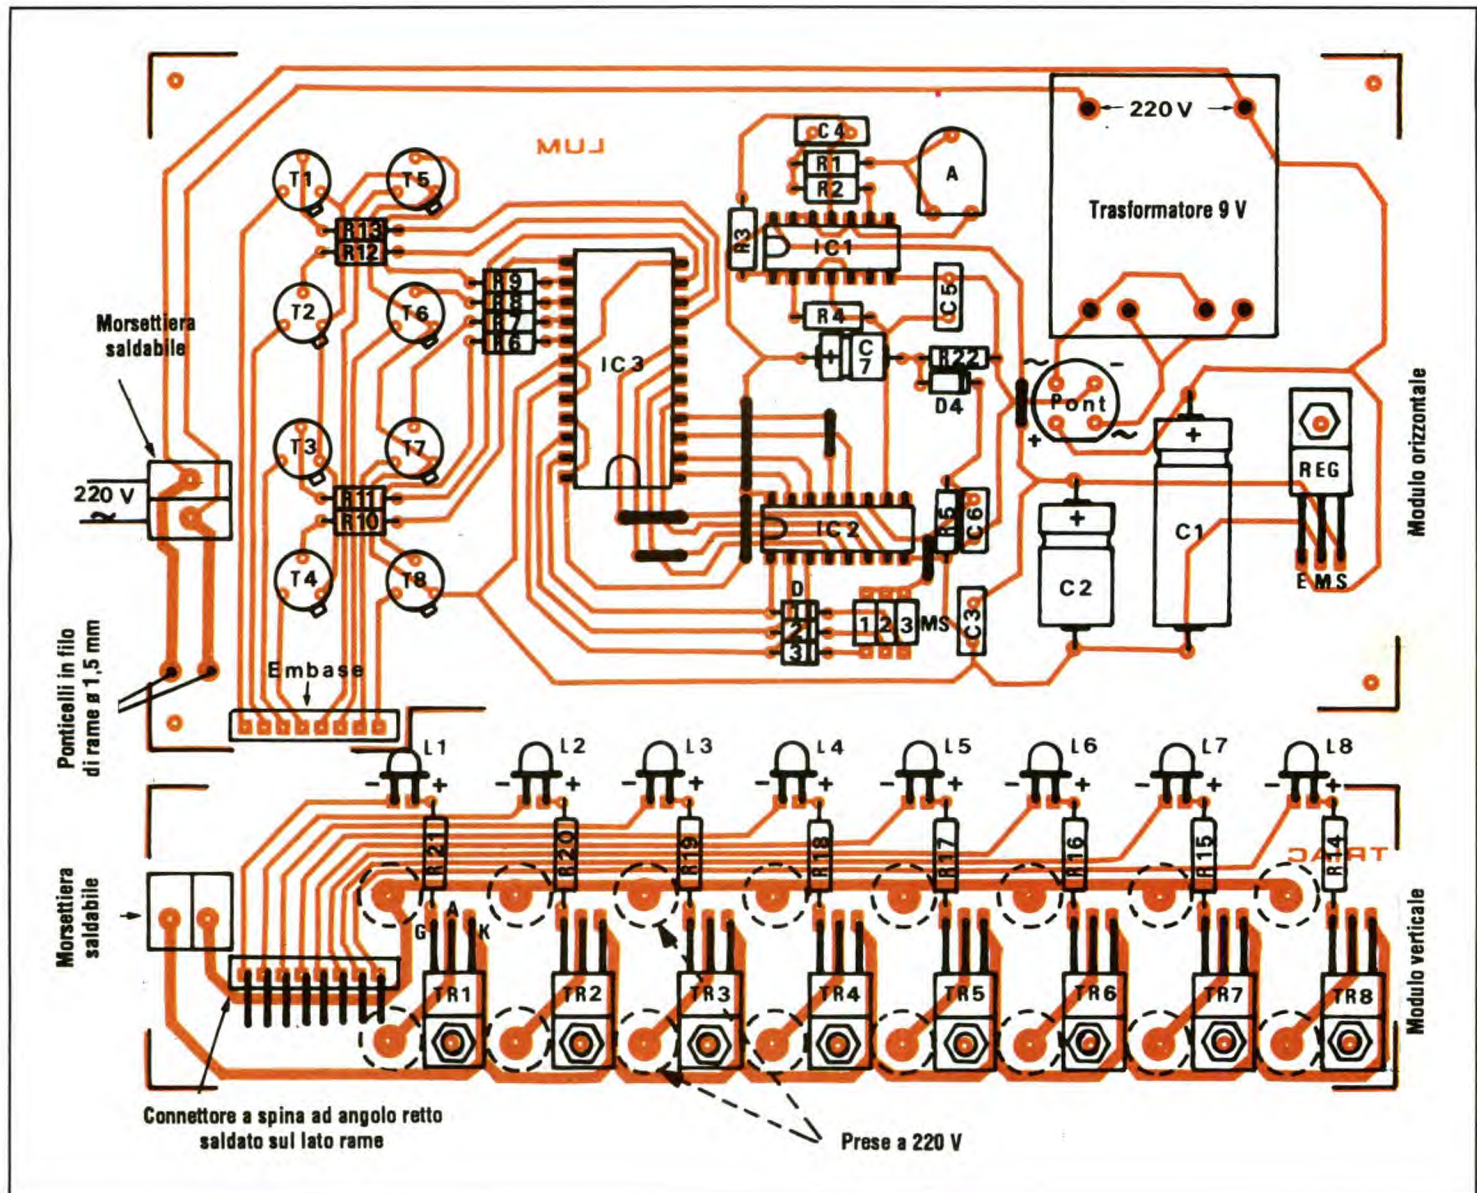 220 V
LUM
C4
R1
R2
A
Trasformatore 9 V
T1
T5
R13
R12
R3
IC1
R9
R8
R7
R6
C5
T2
T6
R4
Morsettiera
saldabile
IC3
+
C
7
R22
D4
~
-
Pont
+
~
+
T3
T7
REG
220 V
~
R11
R10
R5
C6
IC2
+
C1
T4
T8
E M S
C2
D
1
2
3
1 2 3
MS
C3
Modulo orizzontale
Ponticelli in filo
di rame ø 1,5 mm
Embase
L1
L2
L3
L4
L5
L6
L7
L8
- +
- +
- +
- +
- +
- +
- +
- +
R21
R20
R19
R18
R17
R16
R15
R14
TRIAC
Morsettiera
saldabile
G
A
K
TR1
TR2
TR3
TR4
TR5
TR6
TR7
TR8
Modulo verticale
Connettore a spina ad angolo retto
saldato sul lato rame
Prese a 220 V